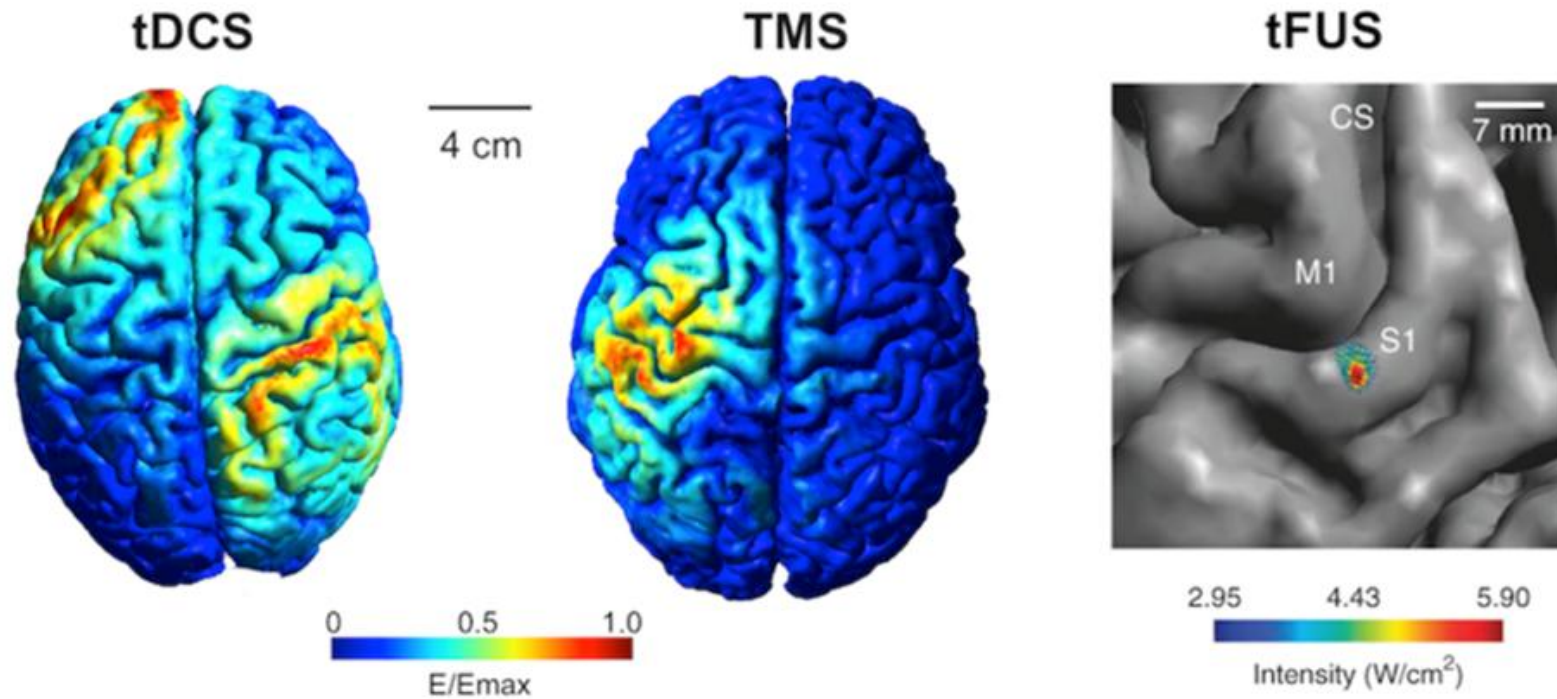 tDCS
TMS
tFUS
4 cm
CS
7 mm
M1
S1
0 0.5 1.0
E/Emax
2.95 4.43 5.90
Intensity (W/cm²)